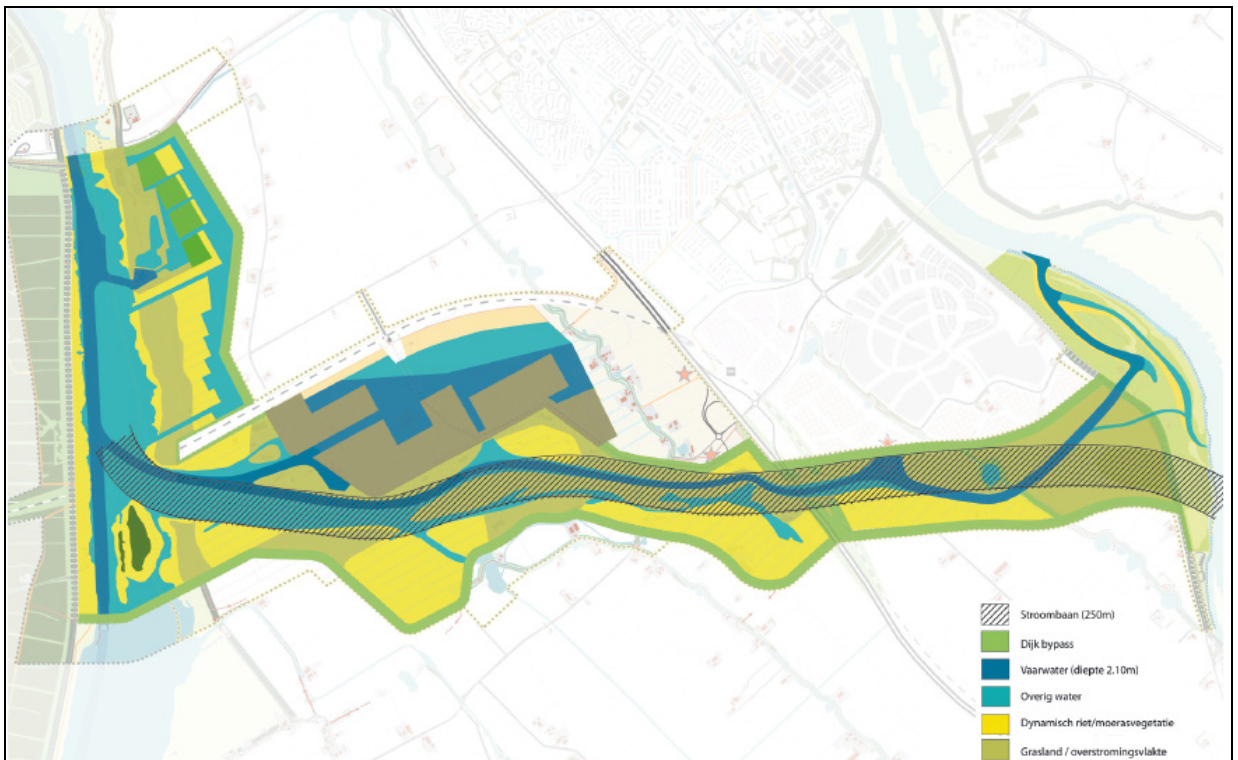 Stroombaan (250m)
Dijk bypass
Vaarwater (diepte 2.10m)
Overig water
Dynamisch riet/moerasvegetatie
Grasland / overstromingsvlakte